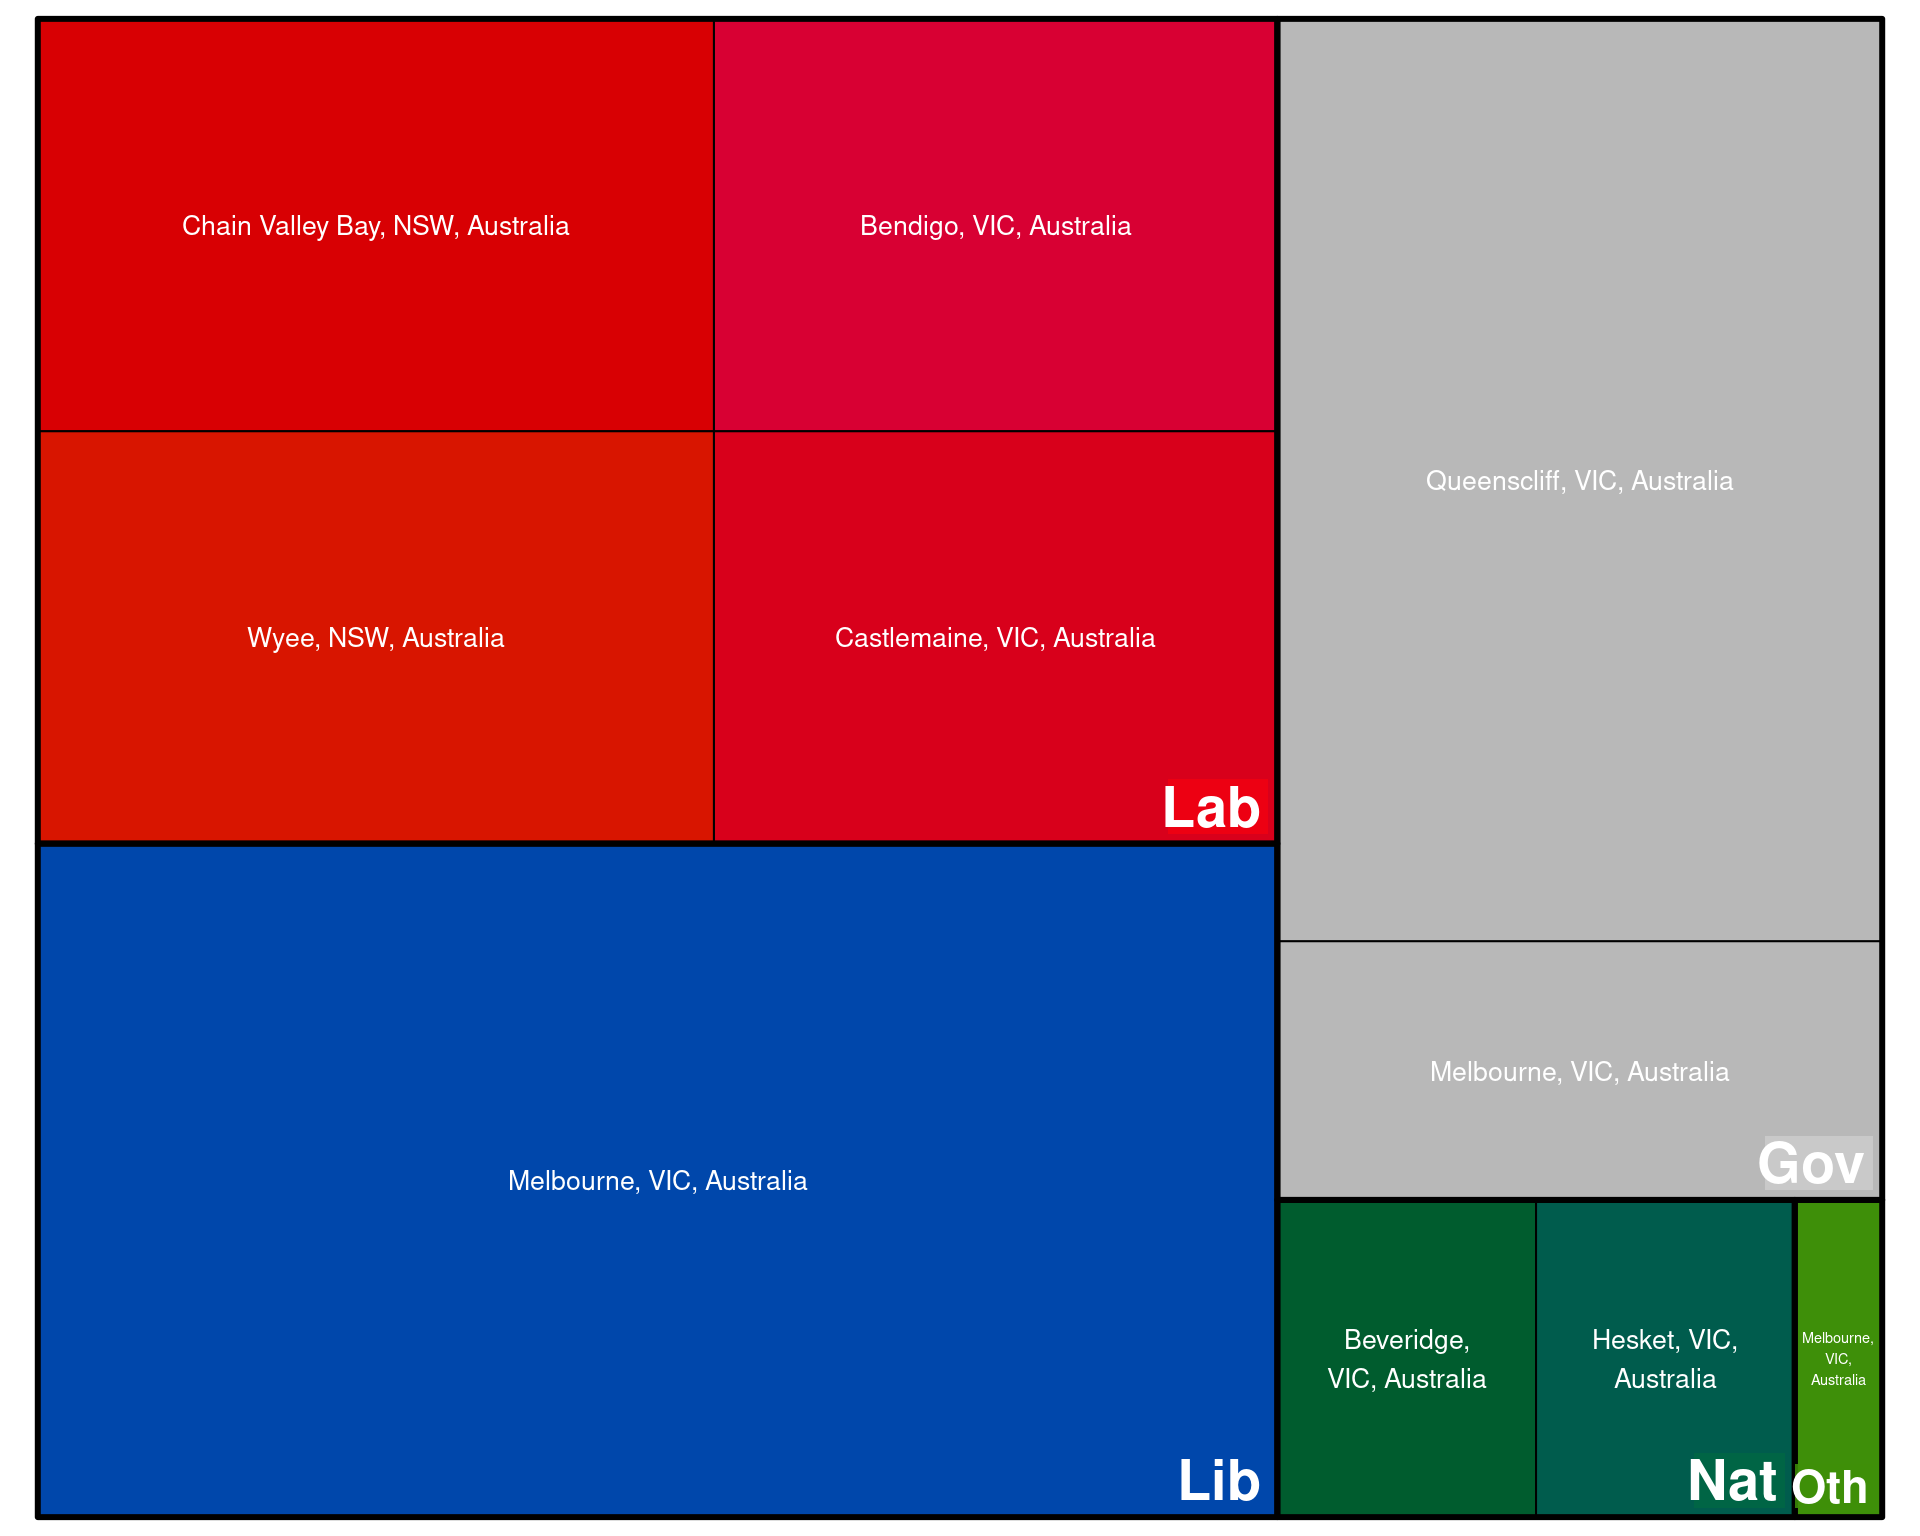 Chain Valley Bay, NSW, Australia
Bendigo, VIC, Australia
Wyee, NSW, Australia
Castlemaine, VIC, Australia
Lab
Melbourne, VIC, Australia
Lib
Queenscliff, VIC, Australia
Melbourne, VIC, Australia
Gov
Beveridge,
VIC, Australia
Hesket, VIC,
Australia
Nat
Melbourne,
VIC,
Australia
Oth